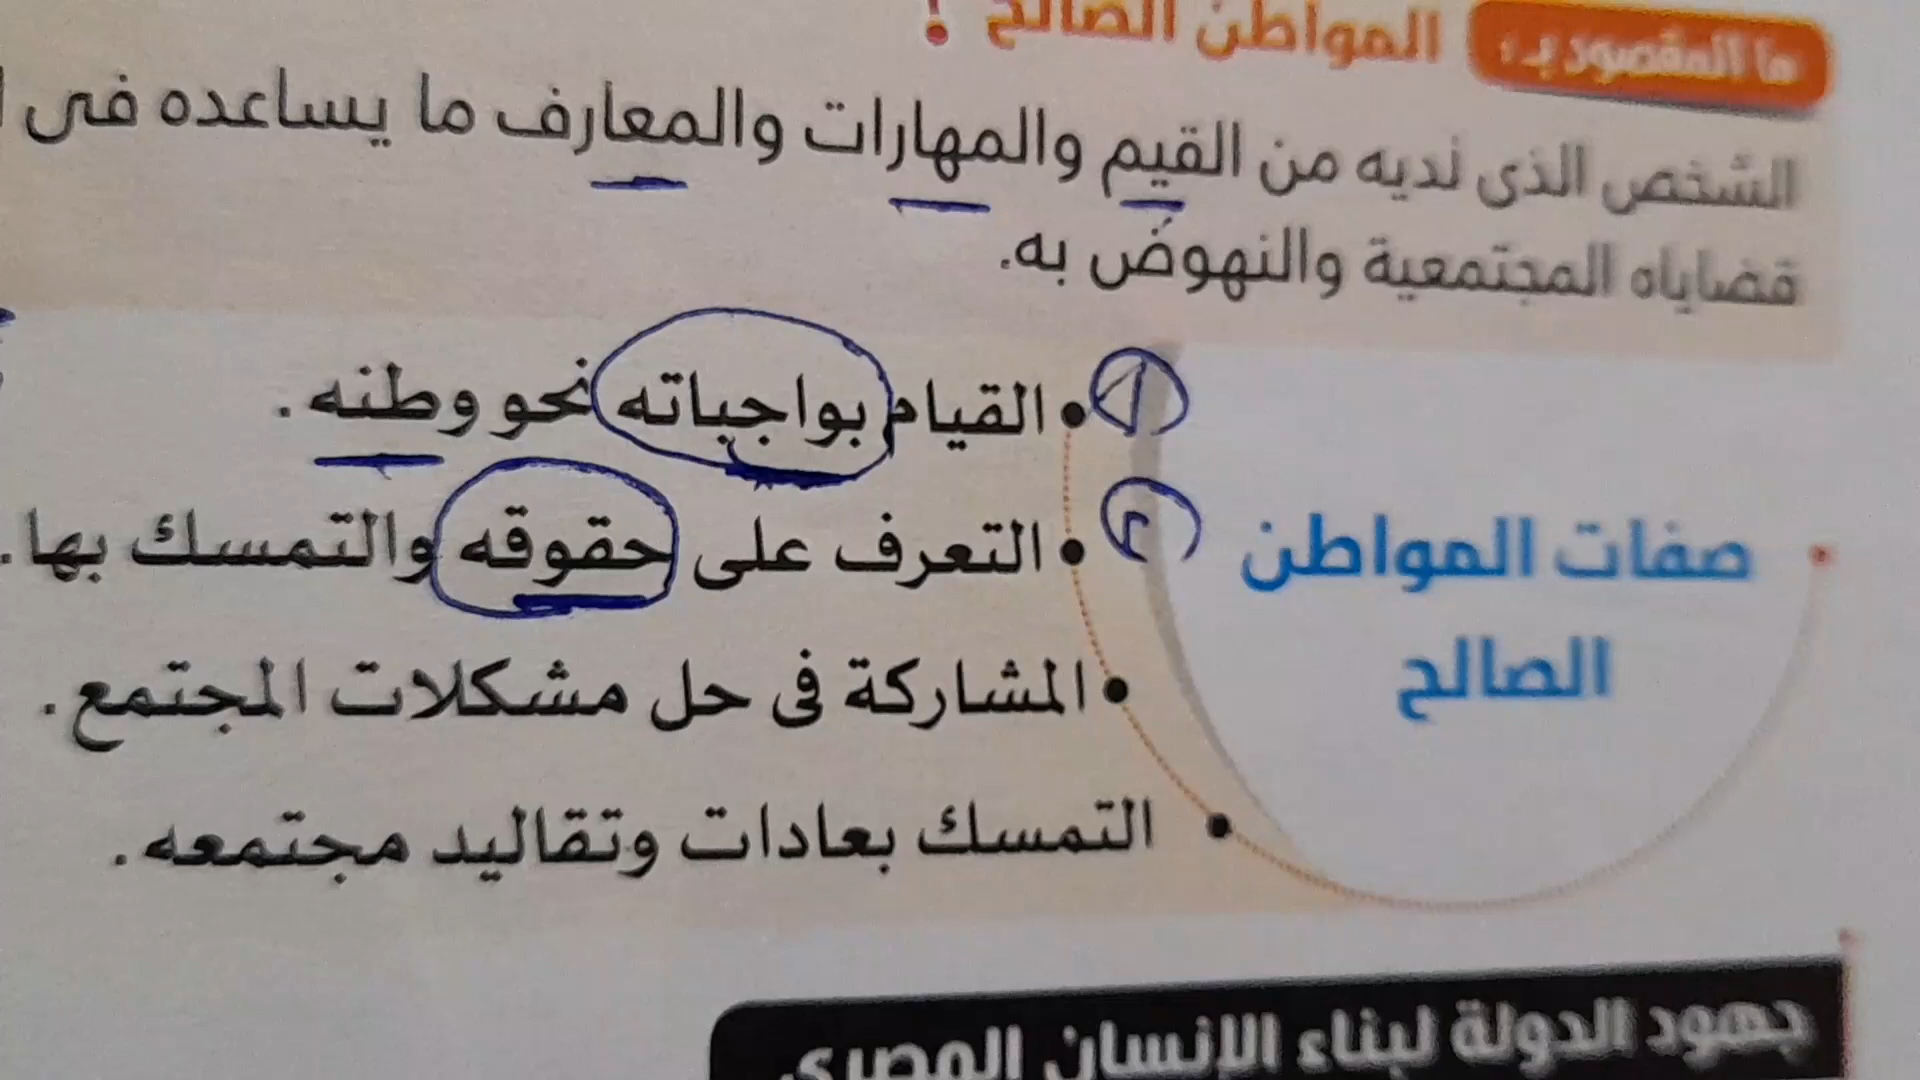 ما المقصود بـ: المواطن الصالح ؟
الشخص الذى لديه من القيم والمهارات والمعارف ما يساعده فى
قضاياه المجتمعية والنهوض به.
١ • القيام بواجباته نحو وطنه .
صفات المواطن الصالح
٢ • التعرف على حقوقه والتمسك بها .
• المشاركة فى حل مشكلات المجتمع .
• التمسك بعادات وتقاليد مجتمعه .
جهود الدولة لبناء الإنسان المصرى